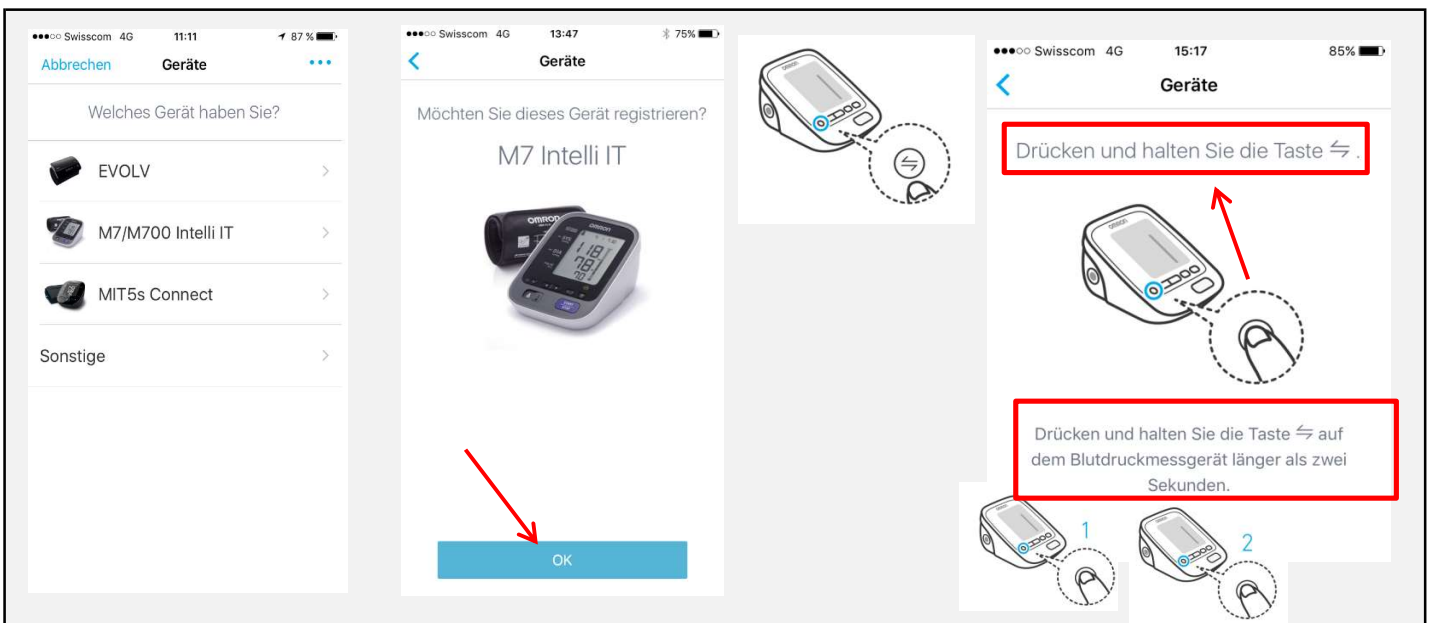 ●●●○○ Swisscom 4G 11:11 87 %
Abbrechen Geräte •••
Welches Gerät haben Sie?
EVOLV
M7/M700 Intelli IT
MIT5s Connect
Sonstige
●●●○○ Swisscom 4G 13:47 75%
Geräte
Möchten Sie dieses Gerät registrieren?
M7 Intelli IT
OMRON
OMRON
OK
OMRON
●●●○○ Swisscom 4G 15:17 85%
Geräte
Drücken und halten Sie die Taste ⇋ .
OMRON
Drücken und halten Sie die Taste ⇋ auf
dem Blutdruckmessgerät länger als zwei
Sekunden.
1
2